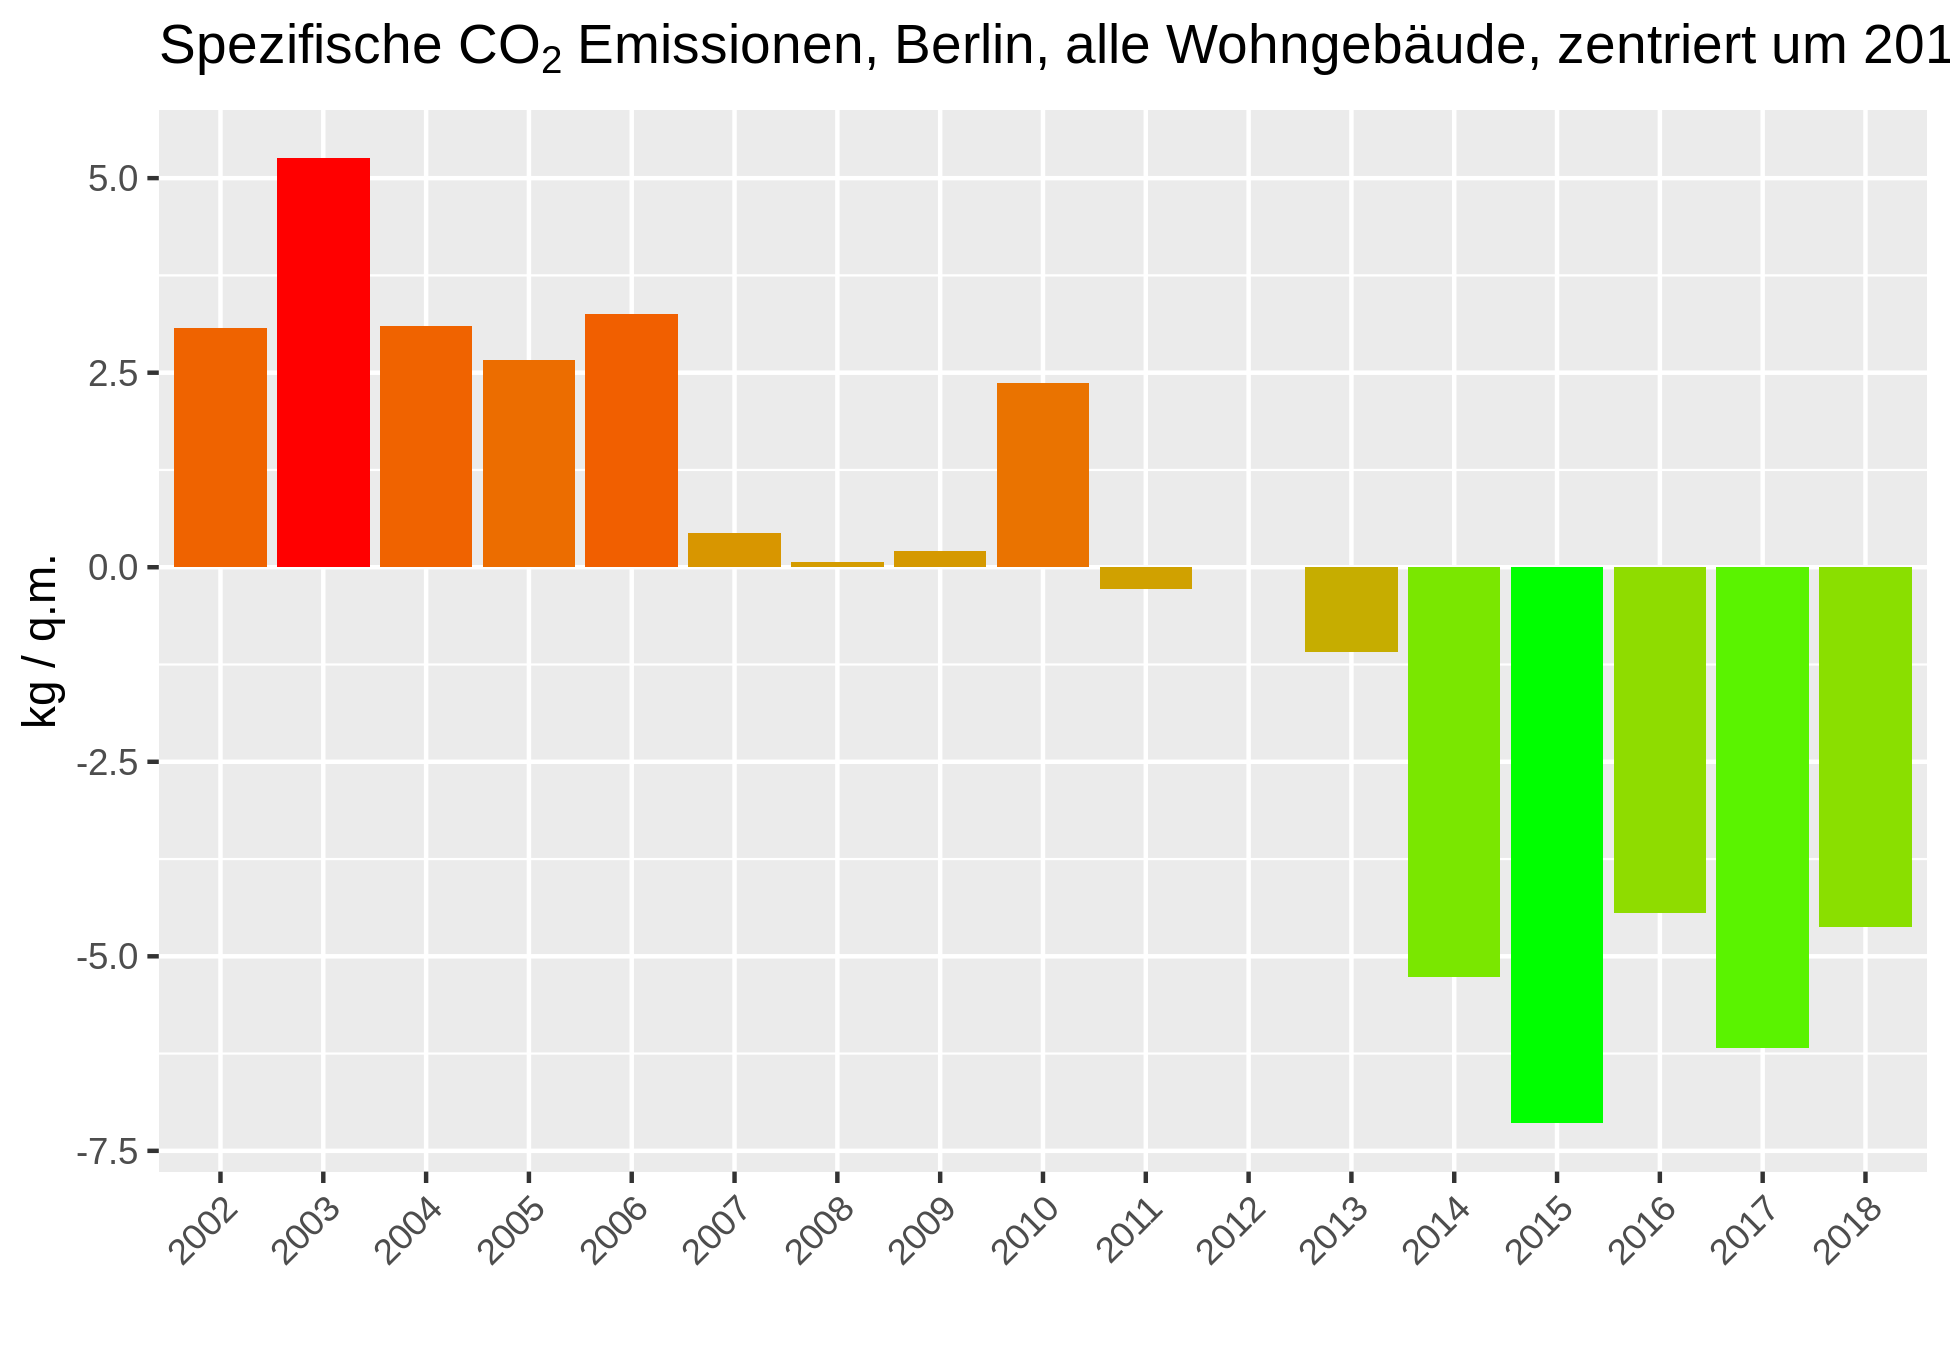 Spezifische CO₂ Emissionen, Berlin, alle Wohngebäude, zentriert um 201
5.0
2.5
0.0
-2.5
-5.0
-7.5
kg / q.m.
2002 2003 2004 2005 2006 2007 2008 2009 2010 2011 2012 2013 2014 2015 2016 2017 2018